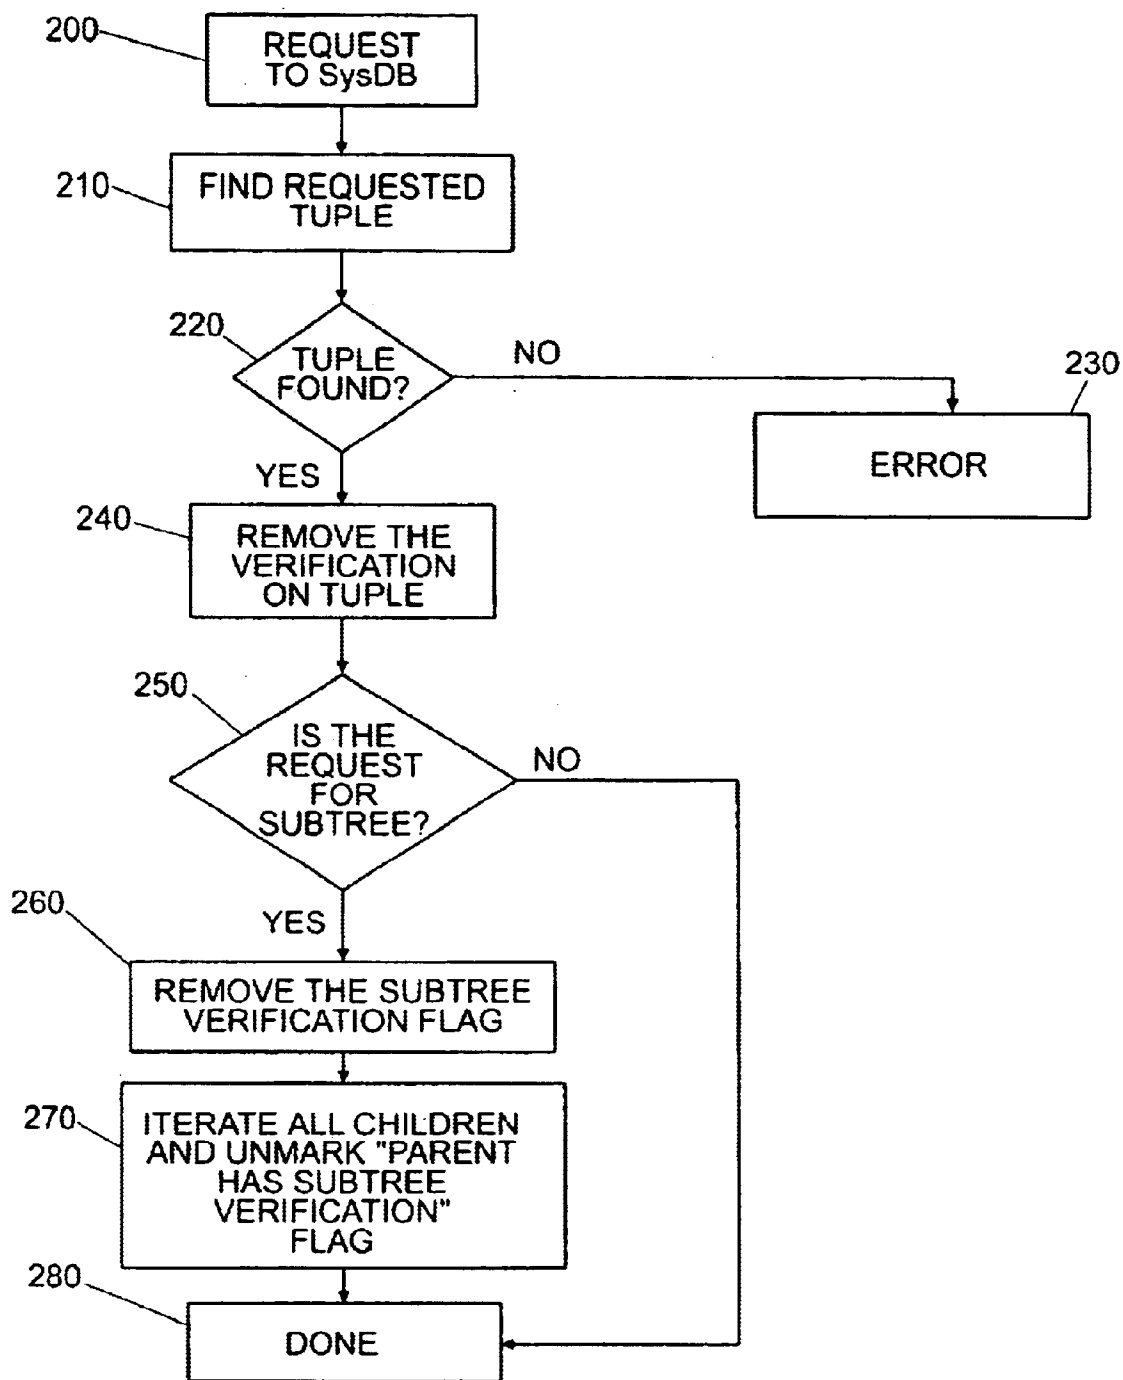 200
REQUEST
TO SysDB
210
FIND REQUESTED
TUPLE
220
TUPLE
FOUND?
NO
230
ERROR
YES
240
REMOVE THE
VERIFICATION
ON TUPLE
250
IS THE
REQUEST
FOR
SUBTREE?
NO
260
YES
REMOVE THE SUBTREE
VERIFICATION FLAG
270
ITERATE ALL CHILDREN
AND UNMARK "PARENT
HAS SUBTREE
VERIFICATION"
FLAG
280
DONE